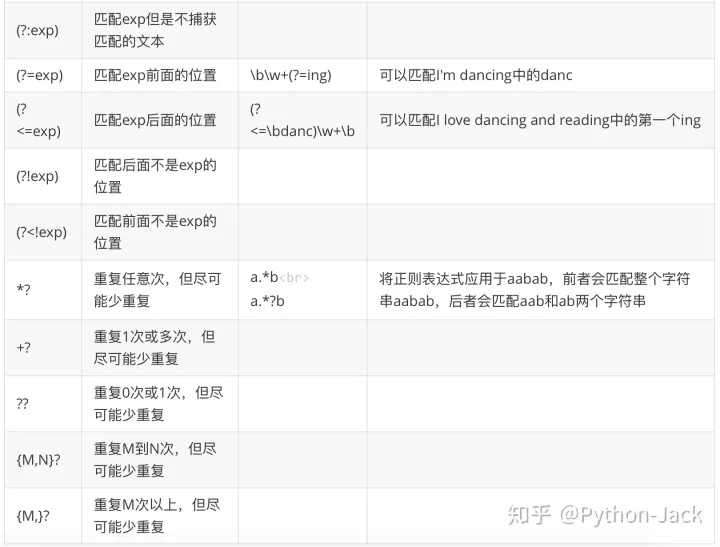 (?:exp)
匹配exp但是不捕获
匹配的文本
(?=exp)
匹配exp前面的位置
\b\w+(?=ing)
可以匹配I'm dancing中的danc
(?
<=exp)
匹配exp后面的位置
(?
<=\bdanc)\w+\b
可以匹配I love dancing and reading中的第一个ing
(?!exp)
匹配后面不是exp的
位置
(?<!exp)
匹配前面不是exp的
位置
*?
重复任意次，但尽可
能少重复
a.*b<br>
a.*?b
将正则表达式应用于aabab，前者会匹配整个字符
串aabab，后者会匹配aab和ab两个字符串
+?
重复1次或多次，但
尽可能少重复
??
重复0次或1次，但尽
可能少重复
{M,N}?
重复M到N次，但尽
可能少重复
{M,}?
重复M次以上，但尽
可能少重复
知乎 @Python-Jack